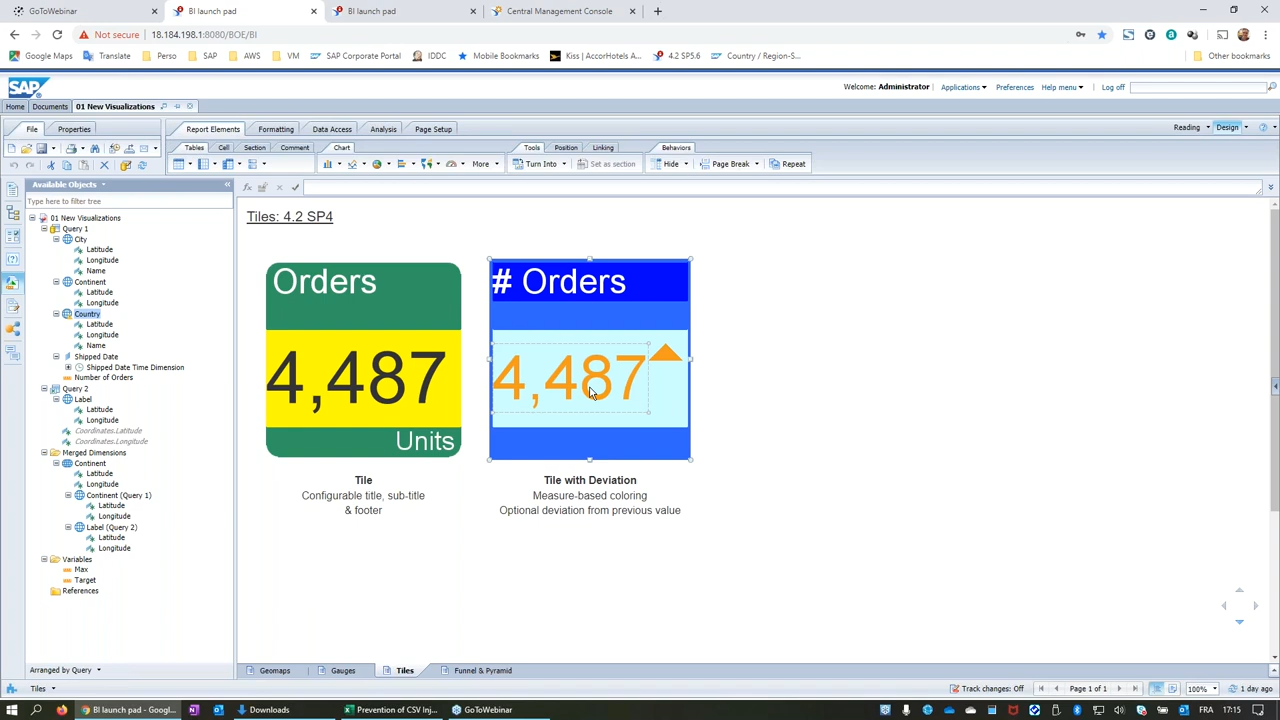 GoToWebinar
BI launch pad
BI launch pad
Central Management Console
Not secure
18.184.198.1:8080/BOE/BI
Google Maps
Translate
Perso
SAP
AWS
VM
SAP Corporate Portal
IDDC
Mobile Bookmarks
Kiss | AccorHotels A...
4.2 SP5.6
Country / Region-S...
Other bookmarks
SAP
Welcome: Administrator
Applications
Preferences
Help menu
Log off
Home
Documents
01 New Visualizations
File
Properties
Report Elements
Formatting
Data Access
Analysis
Page Setup
Reading
Design
Tables
Cell
Section
Comment
Chart
Tools
Position
Linking
Behaviors
More
Turn Into
Set as section
Hide
Page Break
Repeat
Available Objects
Type here to filter tree
01 New Visualizations
Query 1
City
Latitude
Longitude
Name
Continent
Latitude
Longitude
Country
Latitude
Longitude
Name
Shipped Date
Shipped Date Time Dimension
Number of Orders
Query 2
Label
Latitude
Longitude
Coordinates.Latitude
Coordinates.Longitude
Merged Dimensions
Continent
Latitude
Longitude
Continent (Query 1)
Latitude
Longitude
Label (Query 2)
Latitude
Longitude
Variables
Max
Target
References
Arranged by Query
Tiles: 4.2 SP4
Orders
4,487
Units
Tile
Configurable title, sub-title
& footer
# Orders
4,487
Tile with Deviation
Measure-based coloring
Optional deviation from previous value
Geomaps
Gauges
Tiles
Funnel & Pyramid
Tiles
Track changes: Off
Page 1 of 1
100%
1 day ago
BI launch pad - Googl...
Downloads
Prevention of CSV Inj...
GoToWebinar
FRA
17:15